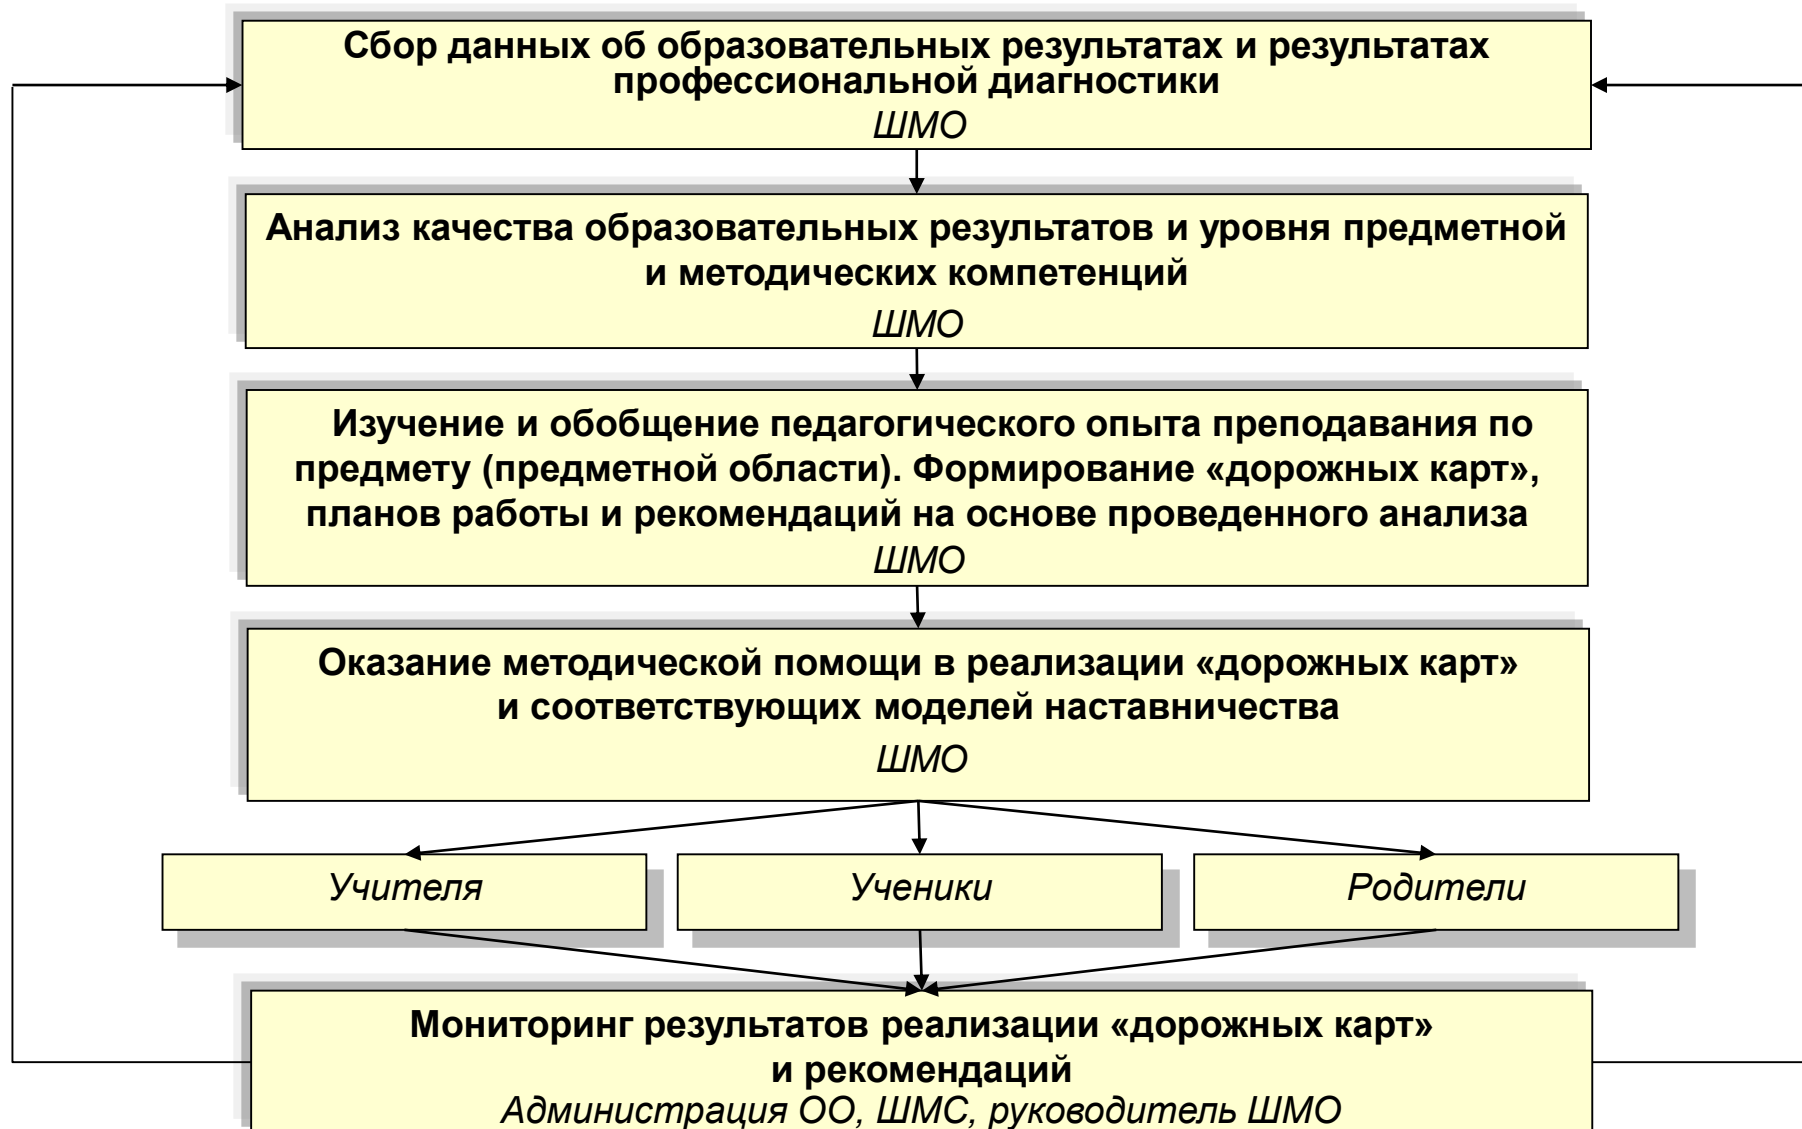 Сбор данных об образовательных результатах и результатах
профессиональной диагностики
ШМО
Анализ качества образовательных результатов и уровня предметной
и методических компетенций
ШМО
Изучение и обобщение педагогического опыта преподавания по
предмету (предметной области). Формирование «дорожных карт»,
планов работы и рекомендаций на основе проведенного анализа
ШМО
Оказание методической помощи в реализации «дорожных карт»
и соответствующих моделей наставничества
ШМО
Учителя
Ученики
Родители
Мониторинг результатов реализации «дорожных карт»
и рекомендаций
Администрация ОО, ШМС, руководитель ШМО